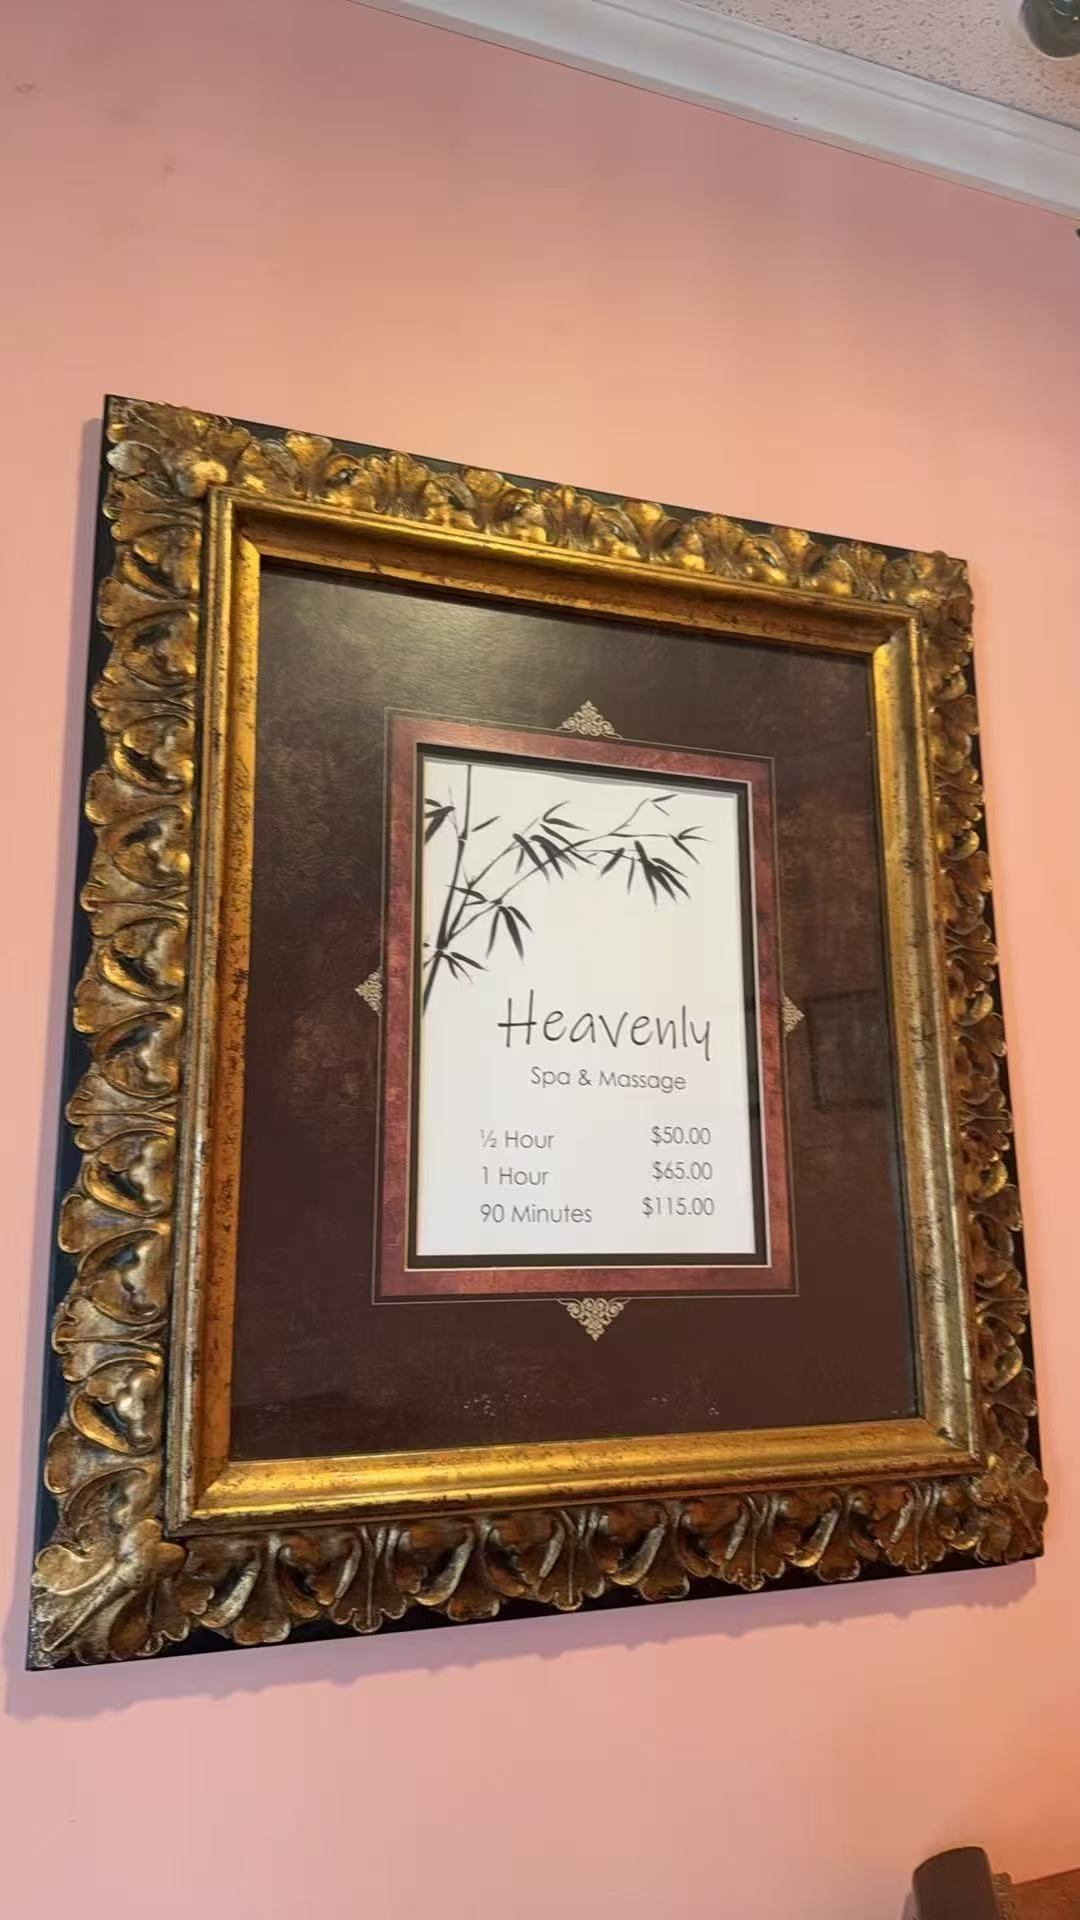 Heavenly
Spa & Massage
½ Hour $50.00
1 Hour $65.00
90 Minutes $115.00